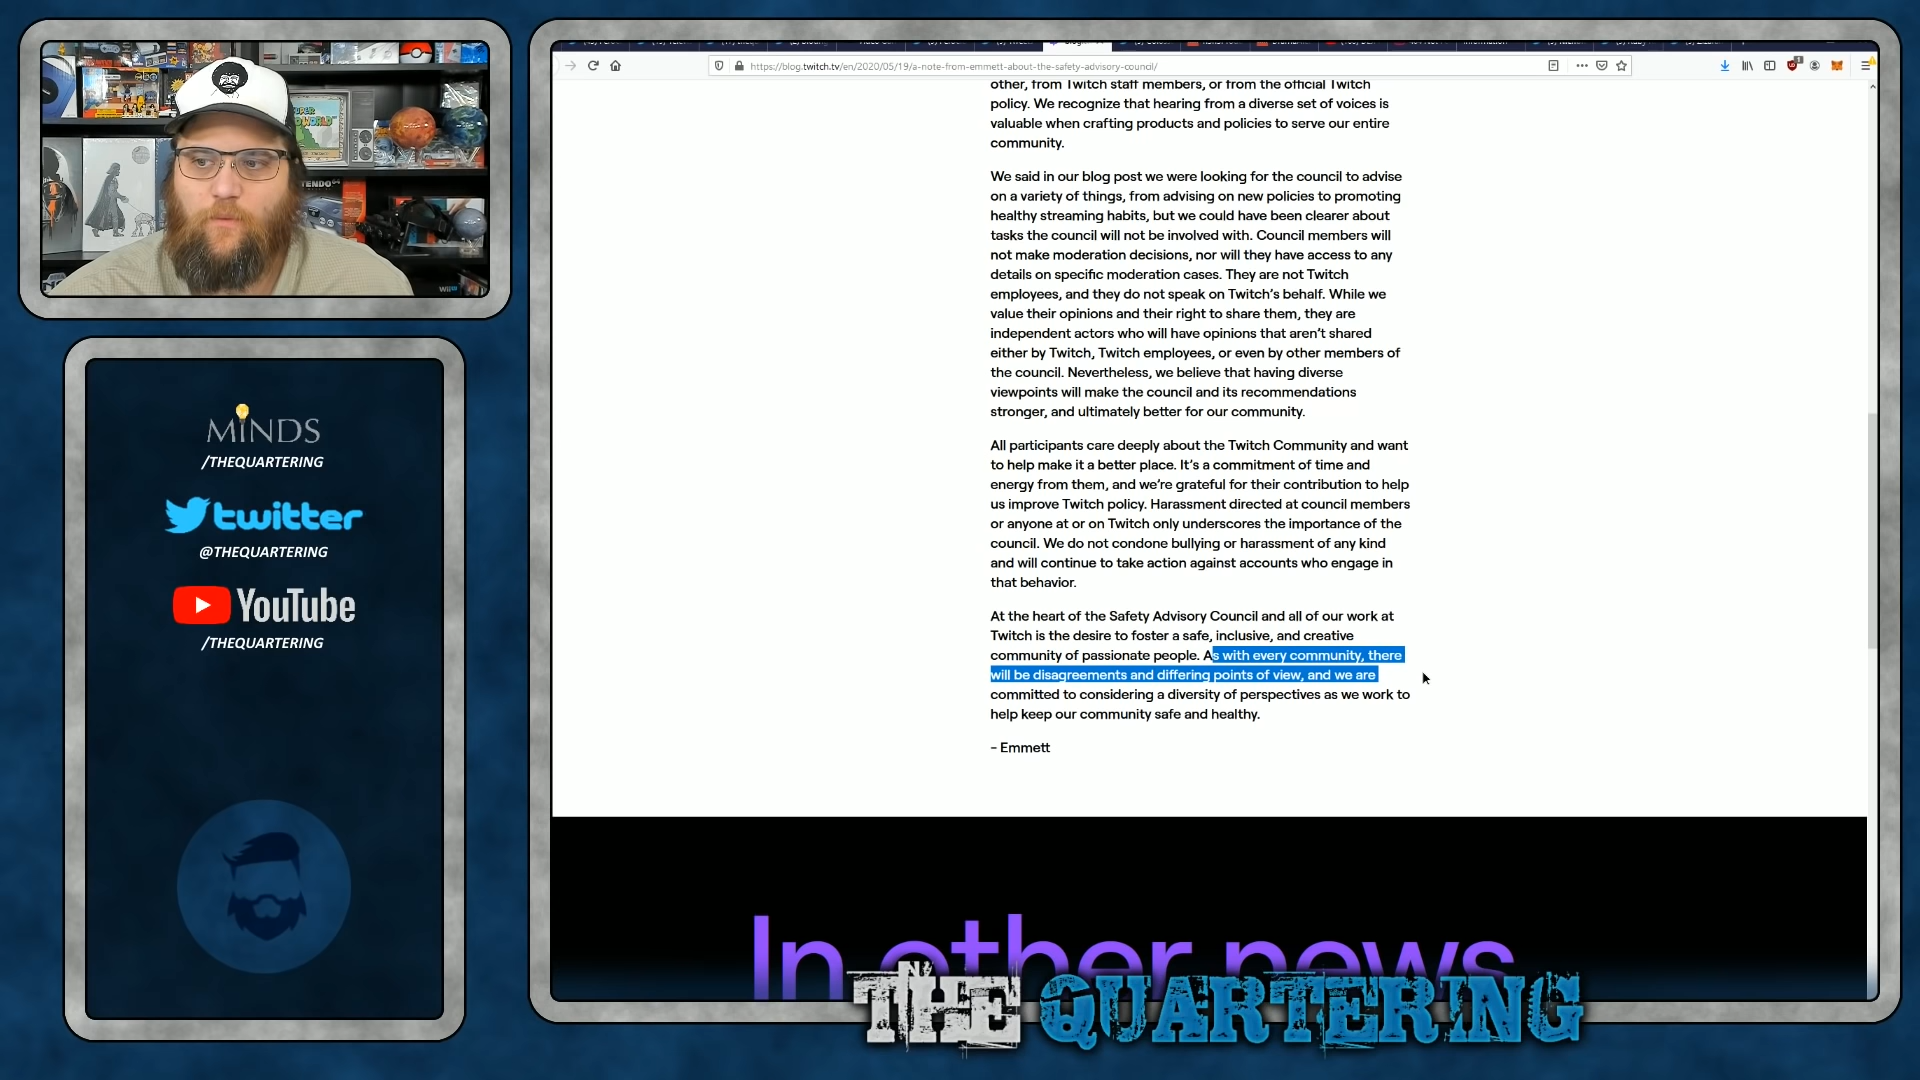 https://blog.twitch.tv/en/2020/05/19/a-note-from-emmett-about-the-safety-advisory-council/
other, from Twitch staff members, or from the official Twitch
policy. We recognize that hearing from a diverse set of voices is
valuable when crafting products and policies to serve our entire
community.
We said in our blog post we were looking for the council to advise
on a variety of things, from advising on new policies to promoting
healthy streaming habits, but we could have been clearer about
tasks the council will not be involved with. Council members will
not make moderation decisions, nor will they have access to any
details on specific moderation cases. They are not Twitch
employees, and they do not speak on Twitch's behalf. While we
value their opinions and their right to share them, they are
independent actors who will have opinions that aren't shared
either by Twitch, Twitch employees, or even by other members of
the council. Nevertheless, we believe that having diverse
viewpoints will make the council and its recommendations
stronger, and ultimately better for our community.
All participants care deeply about the Twitch Community and want
to help make it a better place. It's a commitment of time and
energy from them, and we're grateful for their contribution to help
us improve Twitch policy. Harassment directed at council members
or anyone at or on Twitch only underscores the importance of the
council. We do not condone bullying or harassment of any kind
and will continue to take action against accounts who engage in
that behavior.
At the heart of the Safety Advisory Council and all of our work at
Twitch is the desire to foster a safe, inclusive, and creative
community of passionate people. As with every community, there
will be disagreements and differing points of view, and we are
committed to considering a diversity of perspectives as we work to
help keep our community safe and healthy.
– Emmett
In other news
THE QUARTERING
MINDS
/THEQUARTERING
twitter
@THEQUARTERING
YouTube
/THEQUARTERING
SUPER
WORLD
NINTENDO64
Wii